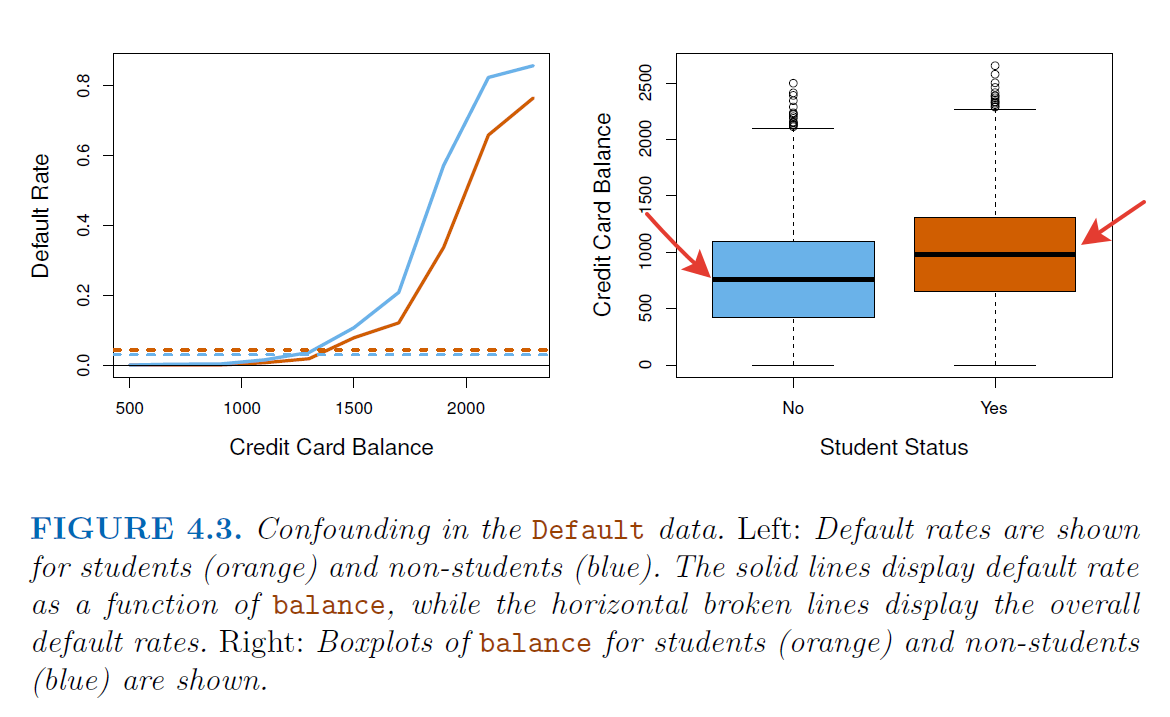 Default Rate
0.8
0.6
0.4
0.2
0.0
500 1000 1500 2000
Credit Card Balance
Credit Card Balance
2500
2000
1500
1000
500
0
No Yes
Student Status
FIGURE 4.3. Confounding in the Default data. Left: Default rates are shown
for students (orange) and non-students (blue). The solid lines display default rate
as a function of balance, while the horizontal broken lines display the overall
default rates. Right: Boxplots of balance for students (orange) and non-students
(blue) are shown.